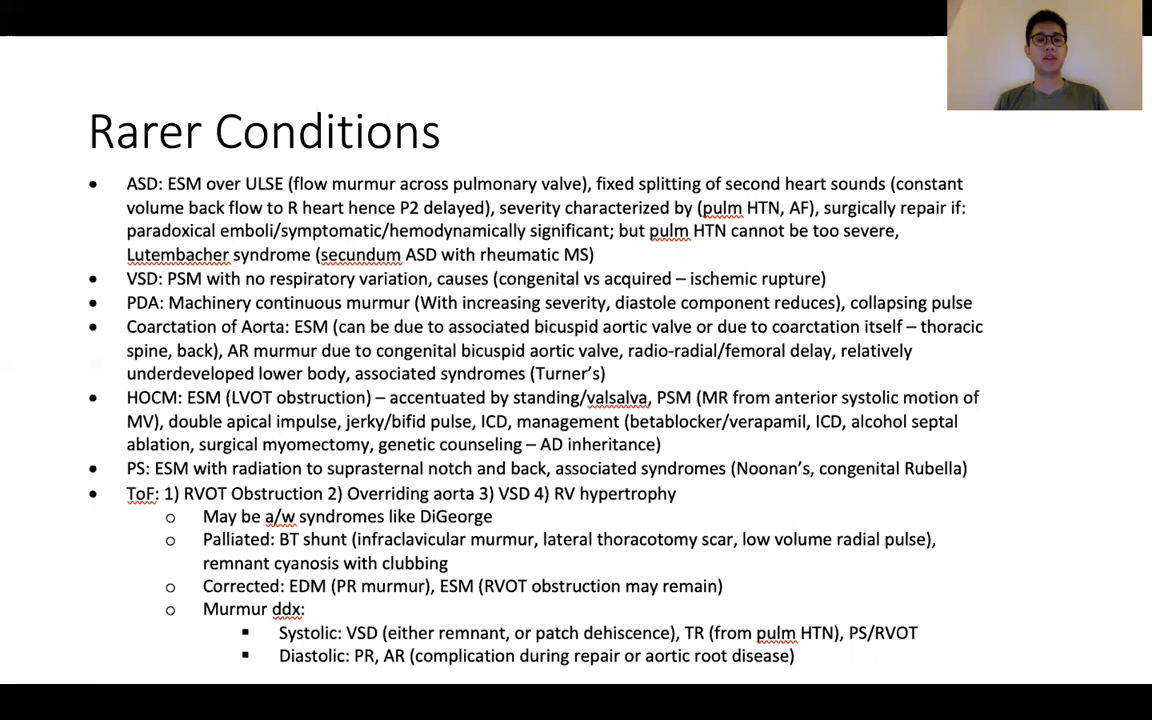 Rarer Conditions
• ASD: ESM over ULSE (flow murmur across pulmonary valve), fixed splitting of second heart sounds (constant
volume back flow to R heart hence P2 delayed), severity characterized by (pulm HTN, AF), surgically repair if:
paradoxical emboli/symptomatic/hemodynamically significant; but pulm HTN cannot be too severe,
Lutembacher syndrome (secundum ASD with rheumatic MS)
• VSD: PSM with no respiratory variation, causes (congenital vs acquired – ischemic rupture)
• PDA: Machinery continuous murmur (With increasing severity, diastole component reduces), collapsing pulse
• Coarctation of Aorta: ESM (can be due to associated bicuspid aortic valve or due to coarctation itself – thoracic
spine, back), AR murmur due to congenital bicuspid aortic valve, radio-radial/femoral delay, relatively
underdeveloped lower body, associated syndromes (Turner's)
• HOCM: ESM (LVOT obstruction) – accentuated by standing/valsalva, PSM (MR from anterior systolic motion of
MV), double apical impulse, jerky/bifid pulse, ICD, management (betablocker/verapamil, ICD, alcohol septal
ablation, surgical myomectomy, genetic counseling – AD inheritance)
• PS: ESM with radiation to suprasternal notch and back, associated syndromes (Noonan's, congenital Rubella)
• ToF: 1) RVOT Obstruction 2) Overriding aorta 3) VSD 4) RV hypertrophy
o May be a/w syndromes like DiGeorge
o Palliated: BT shunt (infraclavicular murmur, lateral thoracotomy scar, low volume radial pulse),
remnant cyanosis with clubbing
o Corrected: EDM (PR murmur), ESM (RVOT obstruction may remain)
o Murmur ddx:
▪ Systolic: VSD (either remnant, or patch dehiscence), TR (from pulm HTN), PS/RVOT
▪ Diastolic: PR, AR (complication during repair or aortic root disease)